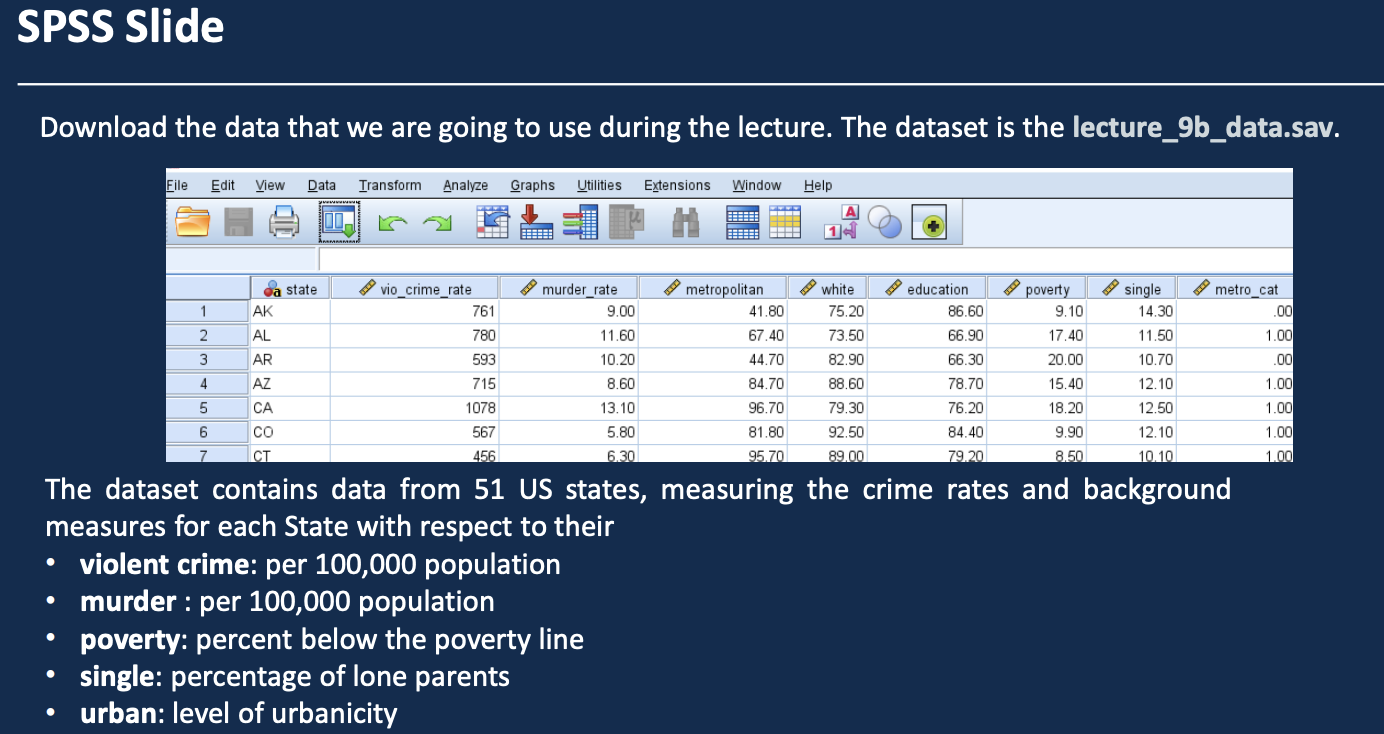 SPSS Slide
Download the data that we are going to use during the lecture. The dataset is the lecture_9b_data.sav.
File Edit View Data Transform Analyze Graphs Utilities Extensions Window Help
A
1
state vio_crime_rate murder_rate metropolitan white education poverty single metro_cat
1 AK 761 9.00 41.80 75.20 86.60 9.10 14.30 .00
2 AL 780 11.60 67.40 73.50 66.90 17.40 11.50 1.00
3 AR 593 10.20 44.70 82.90 66.30 20.00 10.70 .00
4 AZ 715 8.60 84.70 88.60 78.70 15.40 12.10 1.00
5 CA 1078 13.10 96.70 79.30 76.20 18.20 12.50 1.00
6 CO 567 5.80 81.80 92.50 84.40 9.90 12.10 1.00
7 CT 456 6.30 95.70 89.00 79.20 8.50 10.10 1.00
The dataset contains data from 51 US states, measuring the crime rates and background
measures for each State with respect to their
• violent crime: per 100,000 population
• murder : per 100,000 population
• poverty: percent below the poverty line
• single: percentage of lone parents
• urban: level of urbanicity